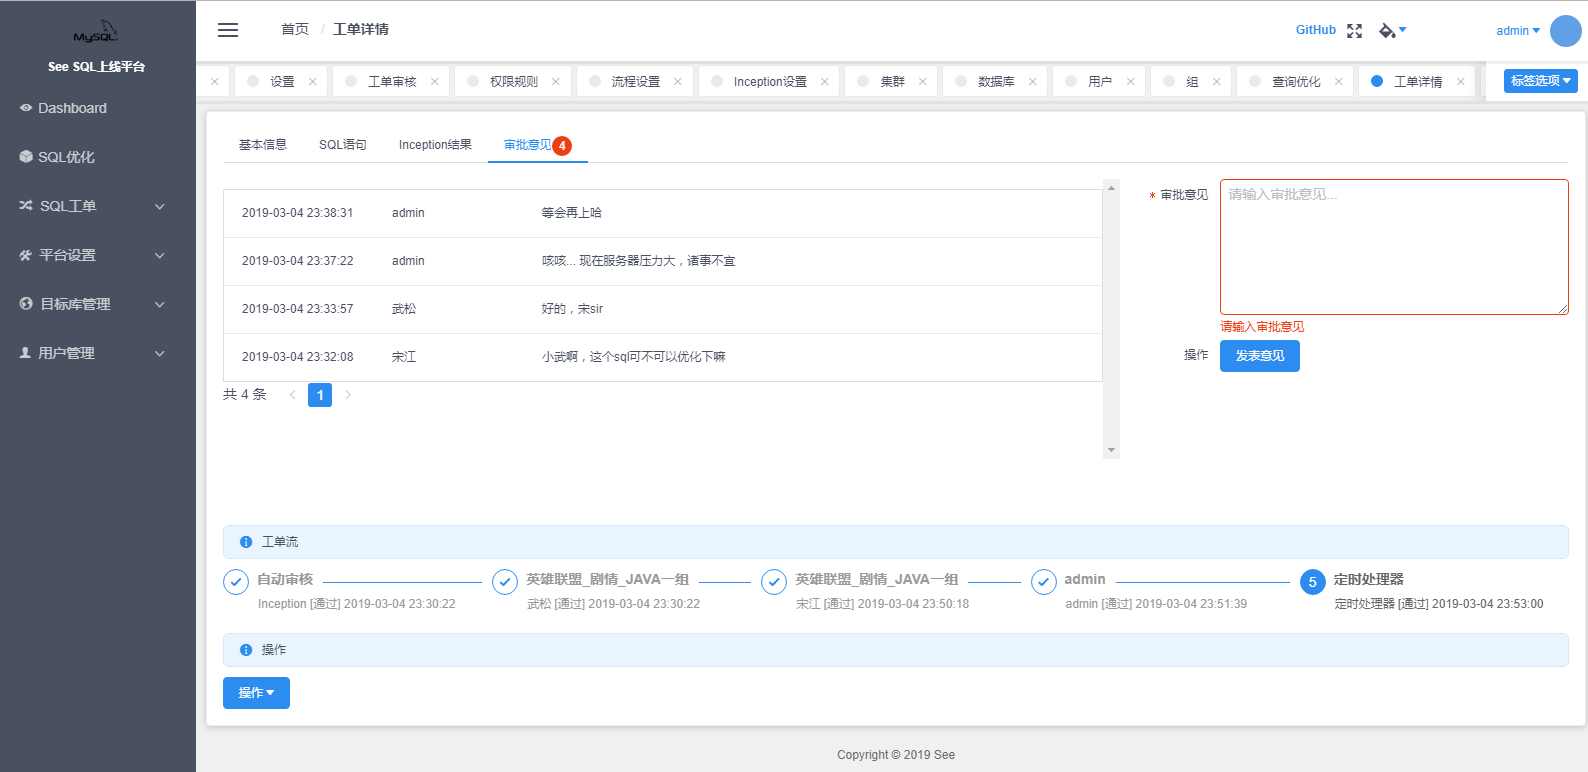 MySQL
See SQL上线平台
Dashboard
SQL优化
SQL工单
平台设置
目标库管理
用户管理
首页 / 工单详情
GitHub
admin
设置
工单审核
权限规则
流程设置
Inception设置
集群
数据库
用户
组
查询优化
工单详情
标签选项
基本信息
SQL语句
Inception结果
审批意见 4
2019-03-04 23:38:31 admin 等会再上哈
2019-03-04 23:37:22 admin 咳咳... 现在服务器压力大，诸事不宜
2019-03-04 23:33:57 武松 好的，宋sir
2019-03-04 23:32:08 宋江 小武啊，这个sql可不可以优化下嘛
共 4 条 1
* 审批意见
请输入审批意见...
请输入审批意见
操作 发表意见
工单流
自动审核
Inception [通过] 2019-03-04 23:30:22
英雄联盟_剧情_JAVA一组
武松 [通过] 2019-03-04 23:30:22
英雄联盟_剧情_JAVA一组
宋江 [通过] 2019-03-04 23:50:18
admin
admin [通过] 2019-03-04 23:51:39
5 定时处理器
定时处理器 [通过] 2019-03-04 23:53:00
操作
操作
Copyright © 2019 See